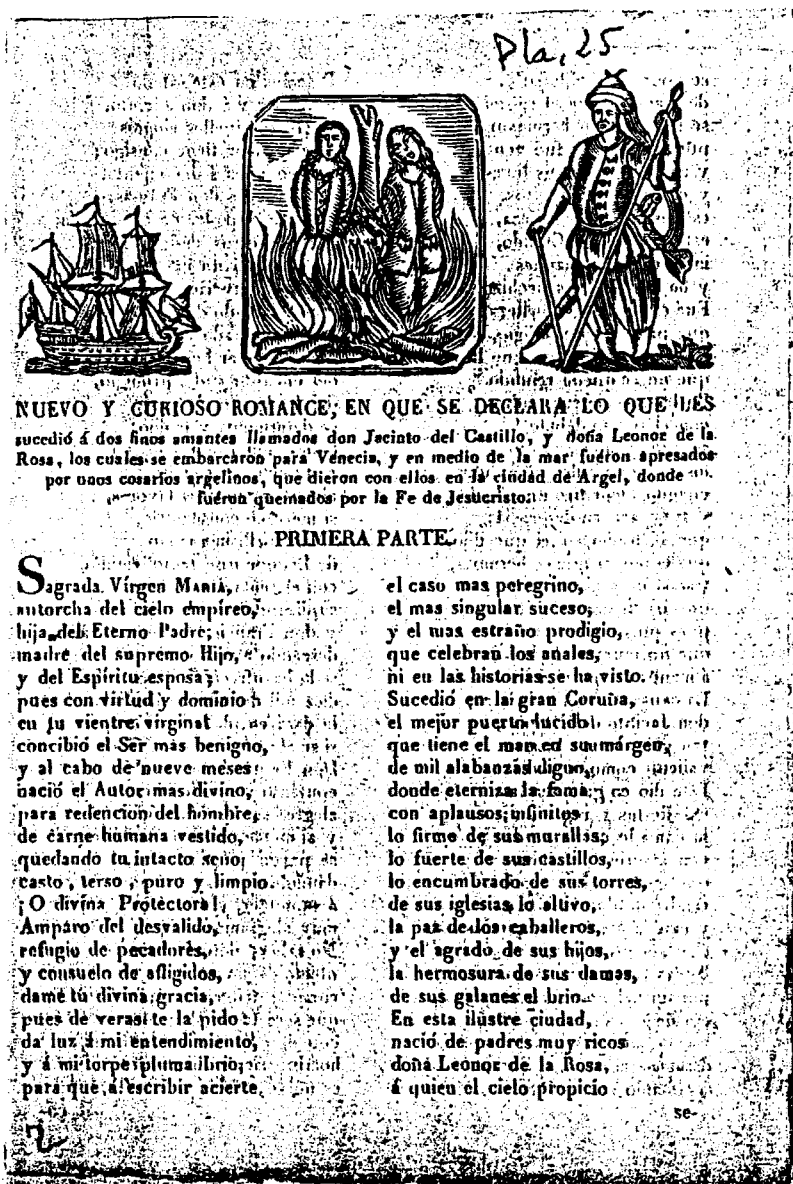 Pla, 25
NUEVO Y CURIOSO ROMANCE, EN QUE SE DECLARA LO QUE LES
sucedió á dos finos amantes llamados don Jacinto del Castillo, y doña Leonor de la
Rosa, los cuales se embarcáron para Venecia, y en medio de la mar fuéron apresados
por unos cosarios argelinos, que dieron con ellos en la ciudad de Argel, donde
fuéron quemados por la Fe de Jesucristo.
PRIMERA PARTE.
Sagrada Vírgen MARIA,
antorcha del cielo empíreo,
hija del Eterno Padre,
madre del supremo Hijo,
y del Espíritu esposa,
pues con virtud y dominio
en tu vientre virginal
concibió el Ser mas benigno,
y al cabo de nueve meses
nació el Autor mas divino,
para redencion del hombre,
de carne humana vestido,
quedando tu intacto seno
casto, terso, puro y limpio.
¡O divina Protectora!
Amparo del desvalido,
refugio de pecadores,
y consuelo de afligidos,
dame tu divina gracia,
pues de veras te la pido:
da luz á mi entendimiento,
y á mi torpe pluma brio,
para que á escribir acierte
el caso mas peregrino,
el mas singular suceso,
y el mas estraño prodigio,
que celebran los anales,
ni en las historias se ha visto.
Sucedió en la gran Coruña,
el mejor puerto lucido
que tiene el mar en su márgen,
de mil alabanzas digno,
donde eterniza la fama,
con aplausos infinitos
lo firme de sus murallas,
lo fuerte de sus castillos,
lo encumbrado de sus torres,
de sus iglesias lo altivo,
la paz de los caballeros,
y el agrado de sus hijos,
la hermosura de sus damas,
de sus galanes el brio.
En esta ilustre ciudad,
nació de padres muy ricos
doña Leonor de la Rosa,
á quien el cielo propicio
se-
2